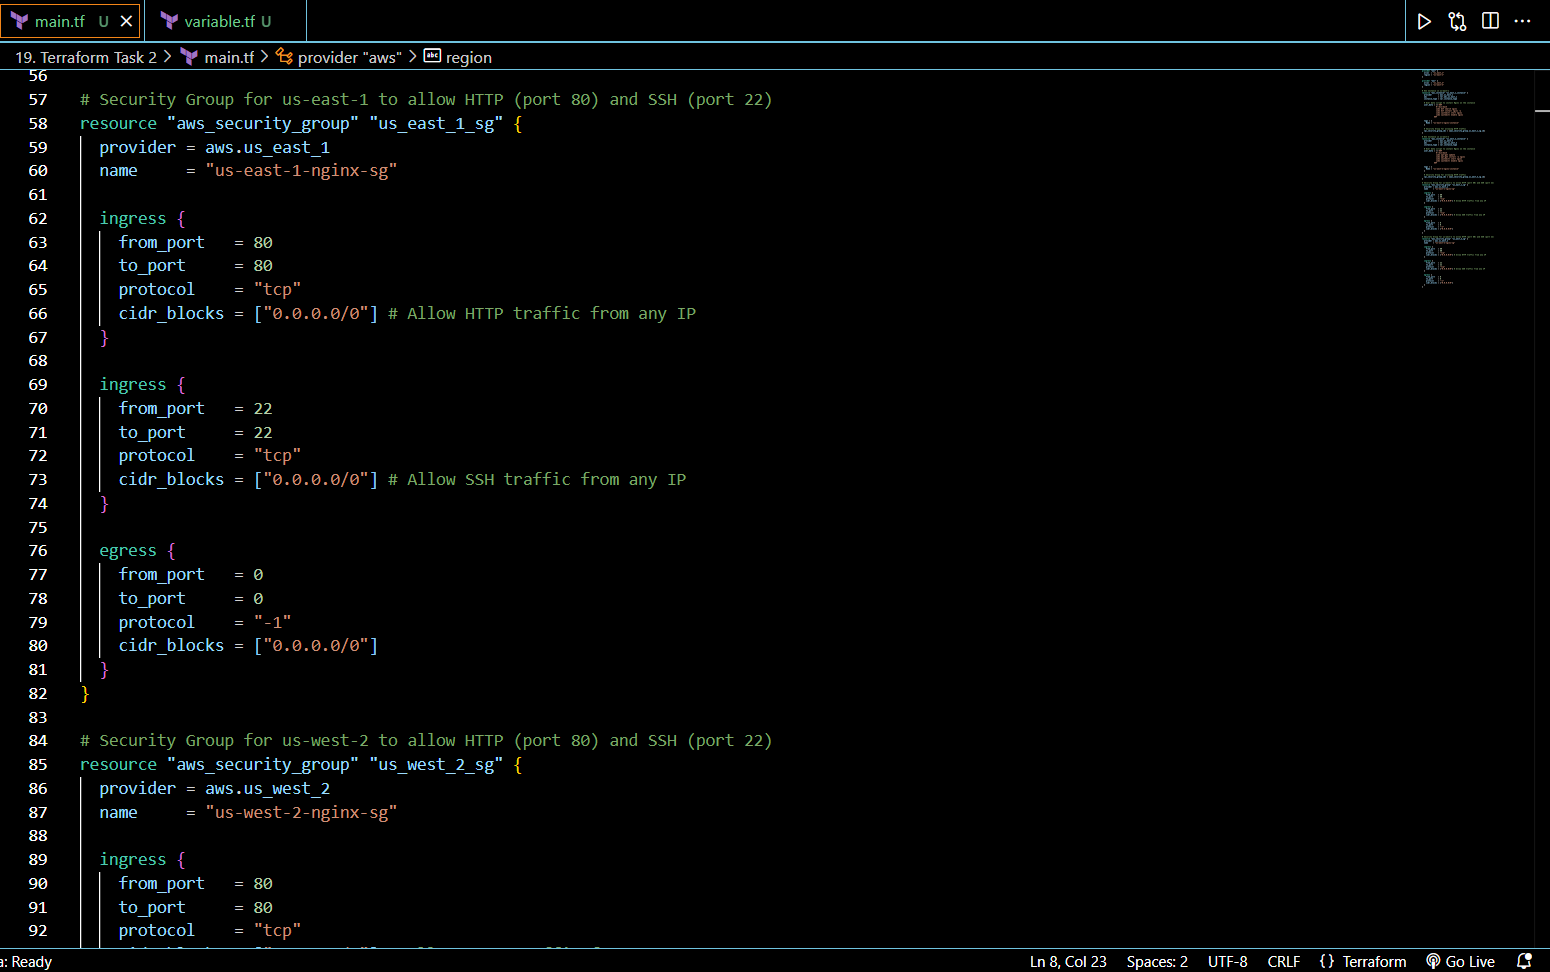 main.tf U
variable.tf U
19. Terraform Task 2 > main.tf > provider "aws" > abc region
56
57 # Security Group for us-east-1 to allow HTTP (port 80) and SSH (port 22)
58 resource "aws_security_group" "us_east_1_sg" {
59   provider = aws.us_east_1
60   name     = "us-east-1-nginx-sg"
61
62   ingress {
63     from_port   = 80
64     to_port     = 80
65     protocol    = "tcp"
66     cidr_blocks = ["0.0.0.0/0"] # Allow HTTP traffic from any IP
67   }
68
69   ingress {
70     from_port   = 22
71     to_port     = 22
72     protocol    = "tcp"
73     cidr_blocks = ["0.0.0.0/0"] # Allow SSH traffic from any IP
74   }
75
76   egress {
77     from_port   = 0
78     to_port     = 0
79     protocol    = "-1"
80     cidr_blocks = ["0.0.0.0/0"]
81   }
82 }
83
84 # Security Group for us-west-2 to allow HTTP (port 80) and SSH (port 22)
85 resource "aws_security_group" "us_west_2_sg" {
86   provider = aws.us_west_2
87   name     = "us-west-2-nginx-sg"
88
89   ingress {
90     from_port   = 80
91     to_port     = 80
92     protocol    = "tcp"
a: Ready Ln 8, Col 23 Spaces: 2 UTF-8 CRLF {} Terraform Go Live